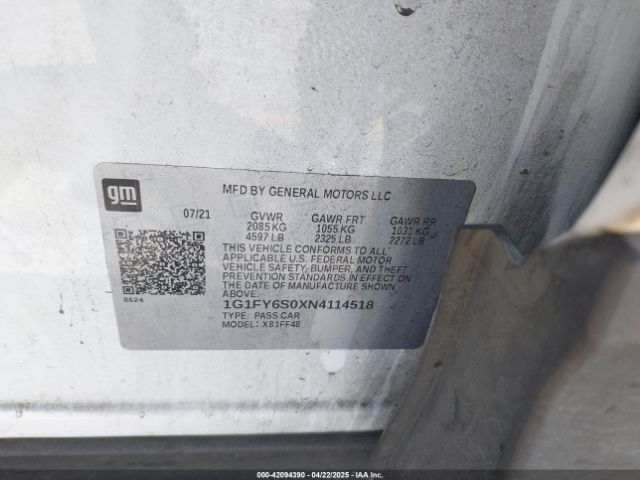 gm
MFD BY GENERAL MOTORS LLC
07/21 GVWR GAWR FRT GAWR RR
2085 KG 1055 KG 1031 KG
4597 LB 2325 LB 2272 LB
THIS VEHICLE CONFORMS TO ALL
APPLICABLE U.S. FEDERAL MOTOR
VEHICLE SAFETY, BUMPER, AND THEFT
PREVENTION STANDARDS IN EFFECT ON
THE DATE OF MANUFACTURE SHOWN
ABOVE.
8624
1G1FY6S0XN4114518
TYPE: PASS CAR
MODEL: X81FF48
000-42094390 - 04/22/2025 - IAAI.COM